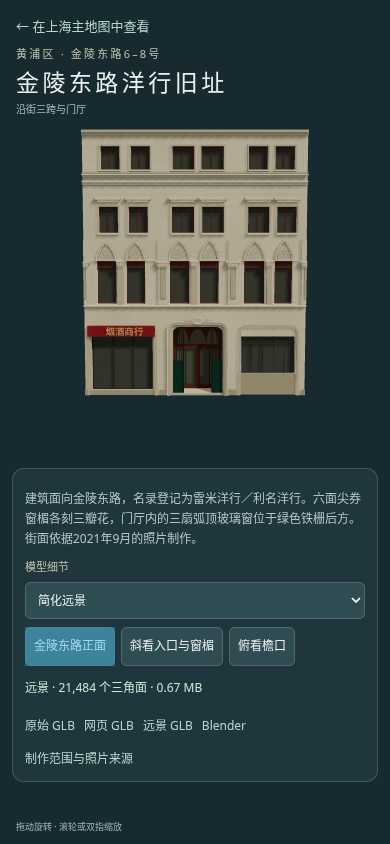 ← 在上海主地图中查看
黄浦区 · 金陵东路6–8号
金陵东路洋行旧址
沿街三跨与门厅
烟酒商行
建筑面向金陵东路，名录登记为雷米洋行／利名洋行。六面尖券
窗楣各刻三瓣花，门厅内的三扇弧顶玻璃窗位于绿色铁栅后方。
街面依据2021年9月的照片制作。
模型细节
简化远景
金陵东路正面 斜看入口与窗楣 俯看檐口
远景 · 21,484 个三角面 · 0.67 MB
原始 GLB 网页 GLB 远景 GLB Blender
制作范围与照片来源
拖动旋转 · 滚轮或双指缩放